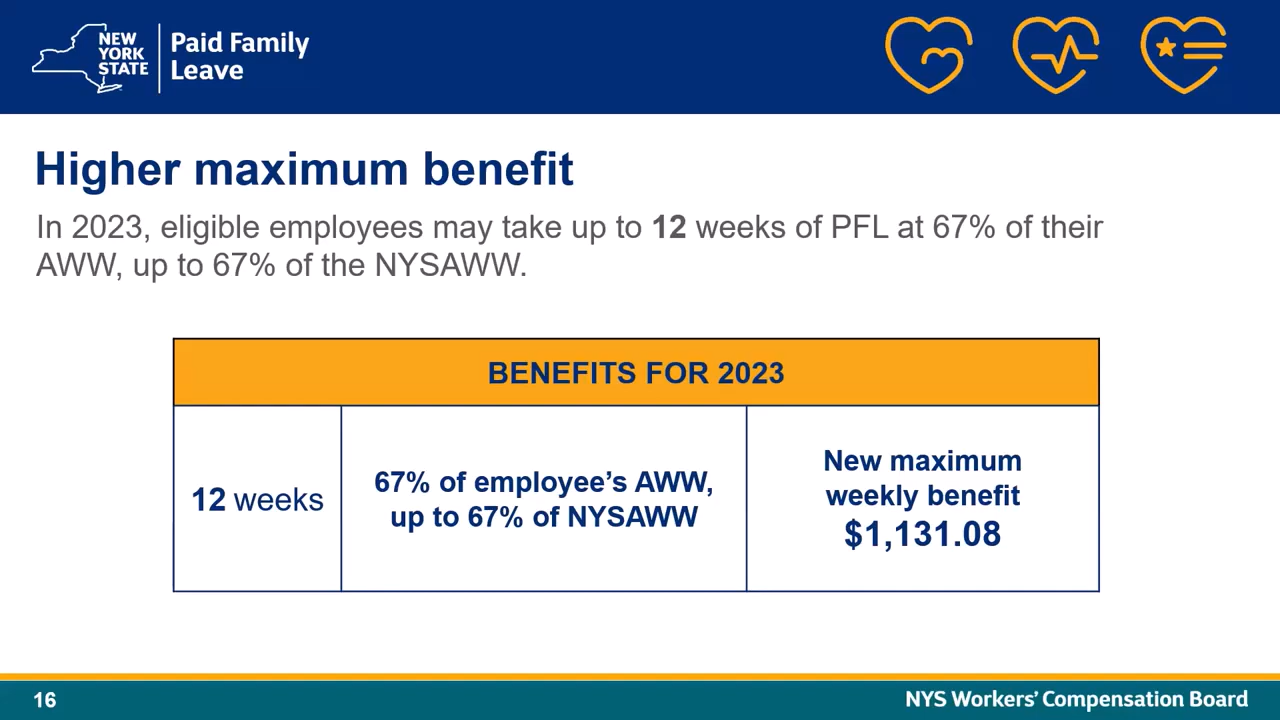 NEW
YORK
STATE
Paid Family
Leave
Higher maximum benefit
In 2023, eligible employees may take up to 12 weeks of PFL at 67% of their
AWW, up to 67% of the NYSAWW.
BENEFITS FOR 2023
12 weeks
67% of employee’s AWW,
up to 67% of NYSAWW
New maximum
weekly benefit
$1,131.08
16
NYS Workers’ Compensation Board